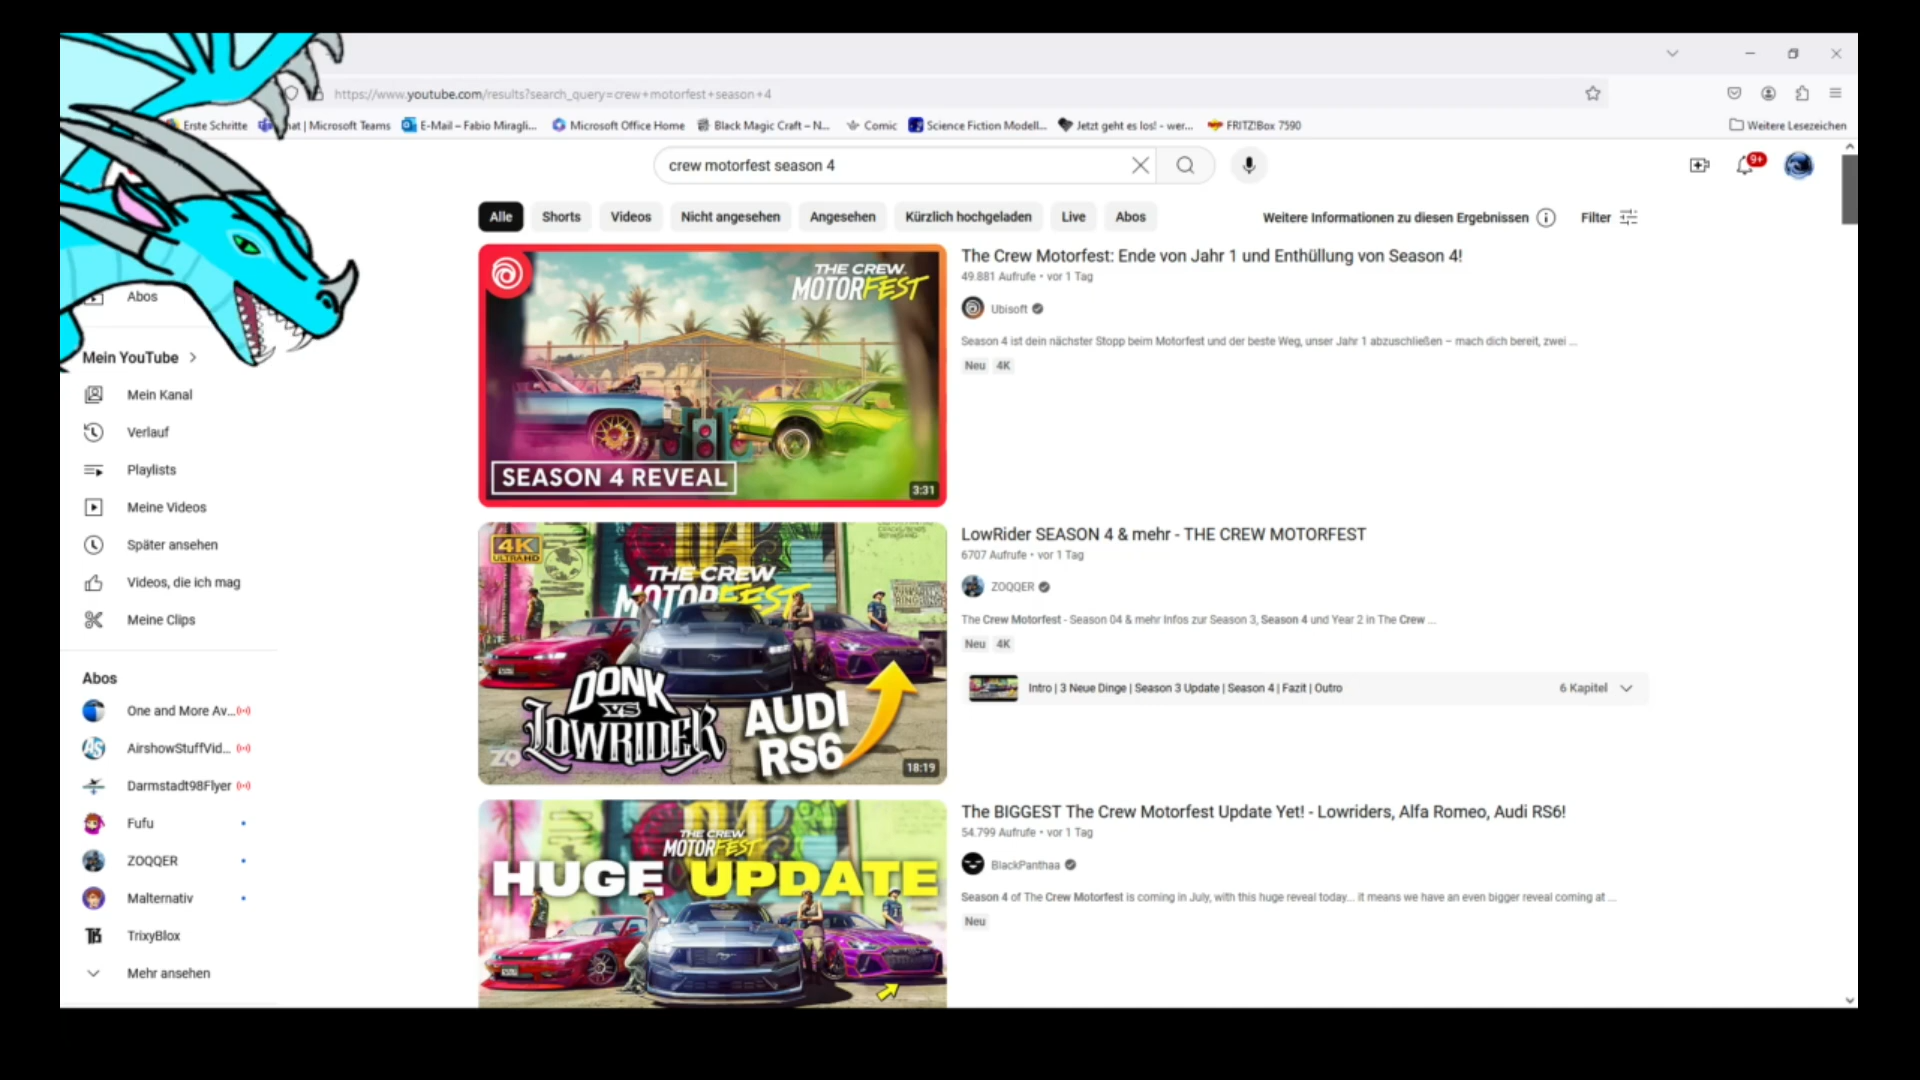 https://www.youtube.com/results?search_query=crew+motorfest+season+4
Erste Schritte
hat | Microsoft Teams
E-Mail – Fabio Miragli...
Microsoft Office Home
Black Magic Craft – N...
Comic
Science Fiction Modell...
Jetzt geht es los! - wer...
FRITZ!Box 7590
Weitere Lesezeichen
crew motorfest season 4
9+
Alle
Shorts
Videos
Nicht angesehen
Angesehen
Kürzlich hochgeladen
Live
Abos
Weitere Informationen zu diesen Ergebnissen
Filter
Abos
Mein YouTube
Mein Kanal
Verlauf
Playlists
Meine Videos
Später ansehen
Videos, die ich mag
Meine Clips
Abos
One and More Av...
AirshowStuffVid...
Darmstadt98Flyer
Fufu
ZOQQER
Malternativ
TrixyBlox
Mehr ansehen
THE CREW
MOTORFEST
SEASON 4 REVEAL
3:31
The Crew Motorfest: Ende von Jahr 1 und Enthüllung von Season 4!
49.881 Aufrufe • vor 1 Tag
Ubisoft
Season 4 ist dein nächster Stopp beim Motorfest und der beste Weg, unser Jahr 1 abzuschließen – mach dich bereit, zwei ...
Neu 4K
4K
ULTRA HD
THE CREW
MOTORFEST
DONK
VS
LOWRIDER
AUDI
RS6
ZQ
18:19
LowRider SEASON 4 & mehr - THE CREW MOTORFEST
6707 Aufrufe • vor 1 Tag
ZOQQER
The Crew Motorfest - Season 04 & mehr Infos zur Season 3, Season 4 und Year 2 in The Crew ...
Neu 4K
Intro | 3 Neue Dinge | Season 3 Update | Season 4 | Fazit | Outro
6 Kapitel
THE CREW
MOTORFEST
HUGE UPDATE
The BIGGEST The Crew Motorfest Update Yet! - Lowriders, Alfa Romeo, Audi RS6!
54.799 Aufrufe • vor 1 Tag
BlackPanthaa
Season 4 of The Crew Motorfest is coming in July, with this huge reveal today... it means we have an even bigger reveal coming at ...
Neu